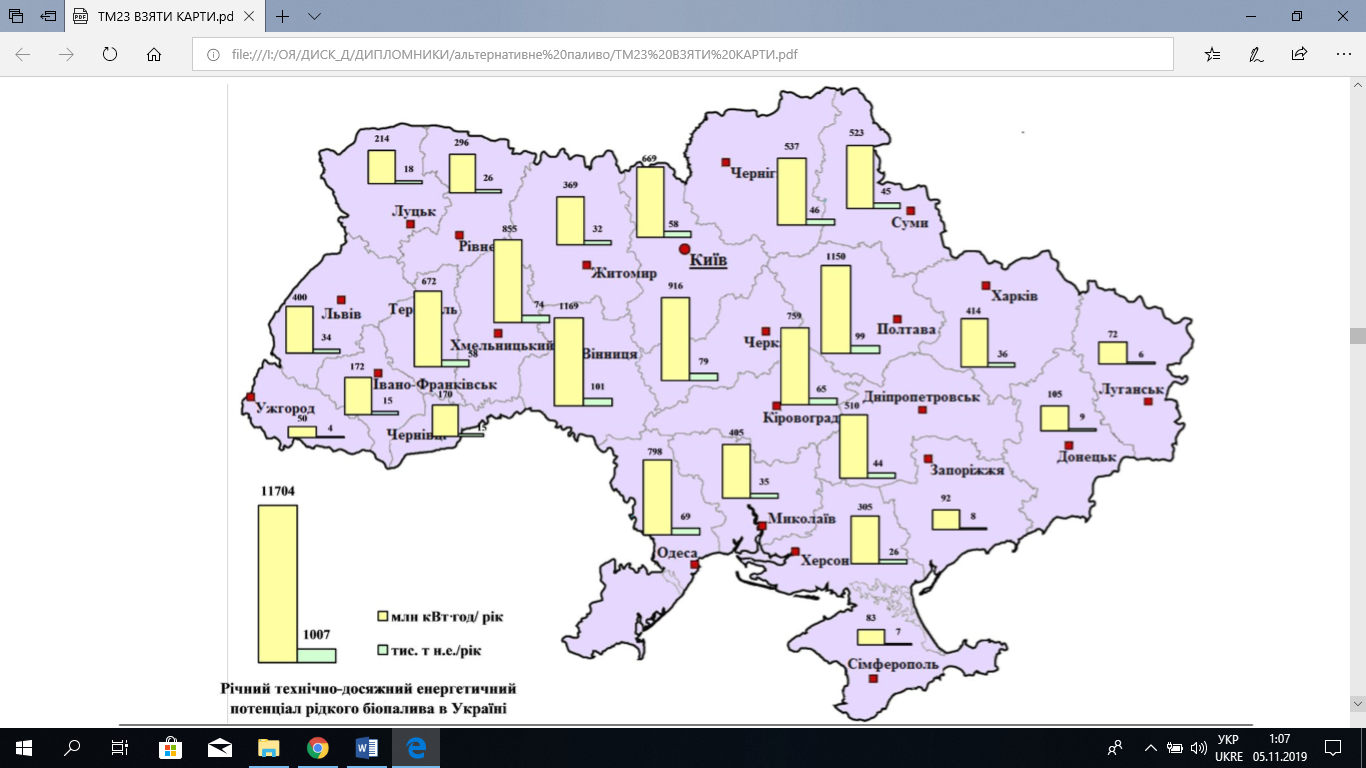 ТМ23 ВЗЯТИ КАРТИ.pd
file:///I:/ОЯ/ДИСК_Д/ДИПЛОМНИКИ/альтернативне%20паливо/ТМ23%20ВЗЯТИ%20КАРТИ.pdf
214
18
Луцьк
296
26
Рівне
369
32
Житомир
669
58
Київ
537
46
Черніг
523
45
Суми
400
34
Львів
672
58
Тер
ль
855
74
Хмельницький
1169
101
Вінниця
916
79
759
65
Черк
1150
99
Полтава
414
36
Харків
72
6
Луганськ
50
4
Ужгород
172
15
Івано-Франківськ
170
15
Чернівц
Кіровоград
510
44
Дніпропетровськ
105
9
Донецьк
798
69
Одеса
405
35
Миколаїв
305
26
Херсон
92
8
Запоріжжя
83
7
Сімферополь
11704
1007
млн кВт·год/ рік
тис. т н.е./рік
Річний технічно-досяжний енергетичний
потенціал рідкого біопалива в Україні
УКР
UKRE
1:07
05.11.2019